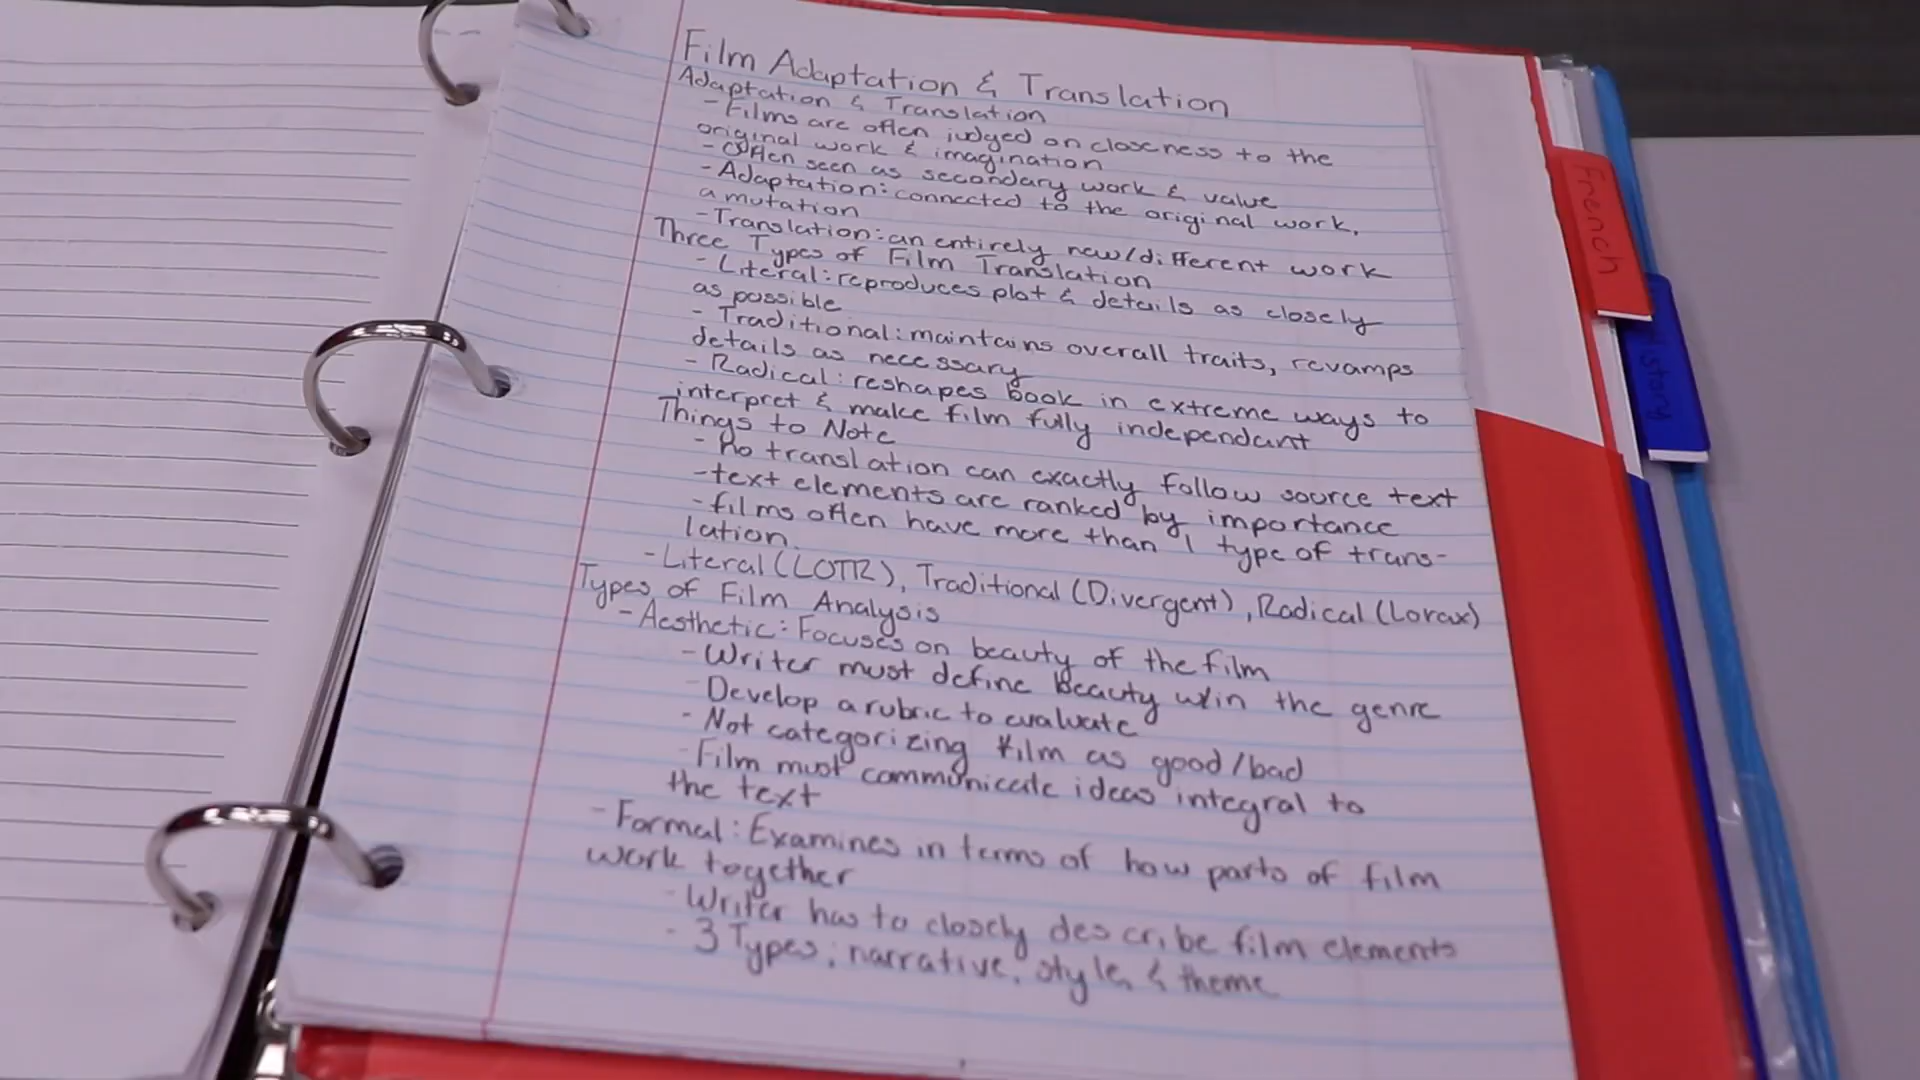 Film Adaptation & Translation
Adaptation & Translation
- Films are often judged on closeness to the
original work & imagination
- Often seen as secondary work & value
- Adaptation: connected to the original work,
a mutation
- Translation: an entirely new/different work
Three Types of Film Translation
- Literal: reproduces plot & details as closely
as possible
- Traditional: maintains overall traits, revamps
details as necessary
- Radical: reshapes book in extreme ways to
interpret & make film fully independant
Things to Note
- No translation can exactly follow source text
- text elements are ranked by importance
- films often have more than 1 type of trans-
lation.
- Literal (LOTR), Traditional (Divergent), Radical (Lorax)
Types of Film Analysis
- Aesthetic: Focuses on beauty of the film
- Writer must define beauty w/in the genre
- Develop a rubric to evaluate
- Not categorizing film as good/bad
- Film must communicate ideas integral to
the text
- Formal: Examines in terms of how parts of film
work together
- Writer has to closely describe film elements
- 3 Types: narrative, style, & theme
French